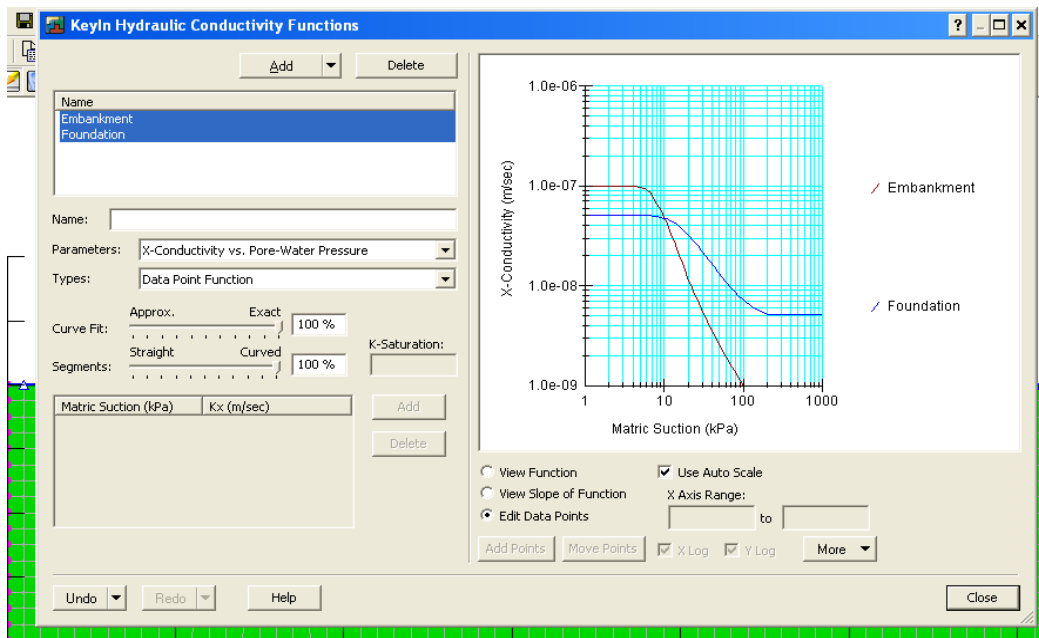 KeyIn Hydraulic Conductivity Functions
Add
Delete
Name
Embankment
Foundation
Name:
Parameters:
X-Conductivity vs. Pore-Water Pressure
Types:
Data Point Function
Curve Fit:
Approx.
Exact
100 %
Segments:
Straight
Curved
100 %
K-Saturation:
Matric Suction (kPa)
Kx (m/sec)
Add
Delete
X-Conductivity (m/sec)
1.0e-06
1.0e-07
1.0e-08
1.0e-09
1
10
100
1000
Matric Suction (kPa)
Embankment
Foundation
View Function
View Slope of Function
Edit Data Points
Use Auto Scale
X Axis Range:
to
Add Points
Move Points
X Log
Y Log
More
Undo
Redo
Help
Close